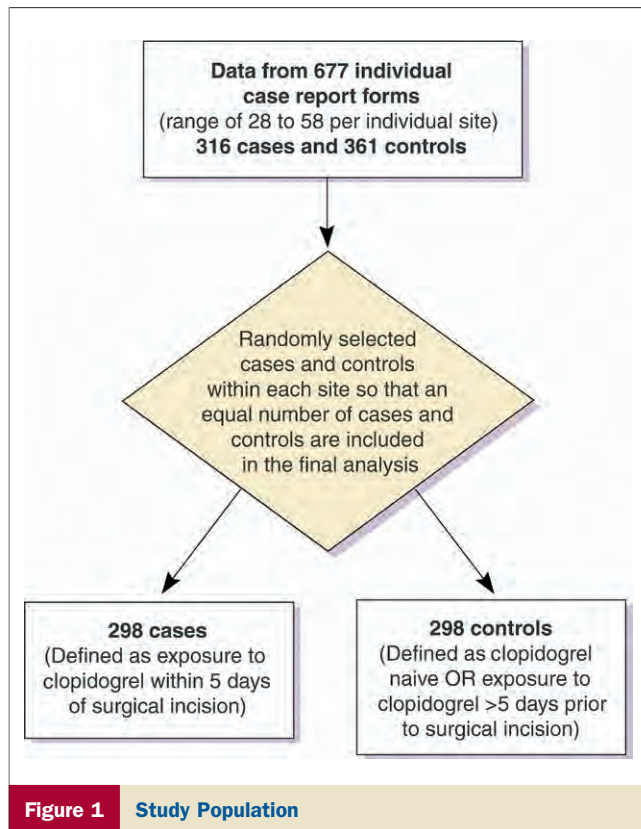 Data from 677 individual
case report forms
(range of 28 to 58 per individual site)
316 cases and 361 controls
Randomly selected
cases and controls
within each site so that an
equal number of cases and
controls are included
in the final analysis
298 cases
(Defined as exposure to
clopidogrel within 5 days
of surgical incision)
298 controls
(Defined as clopidogrel
naive OR exposure to
clopidogrel >5 days prior
to surgical incision)
Figure 1 Study Population